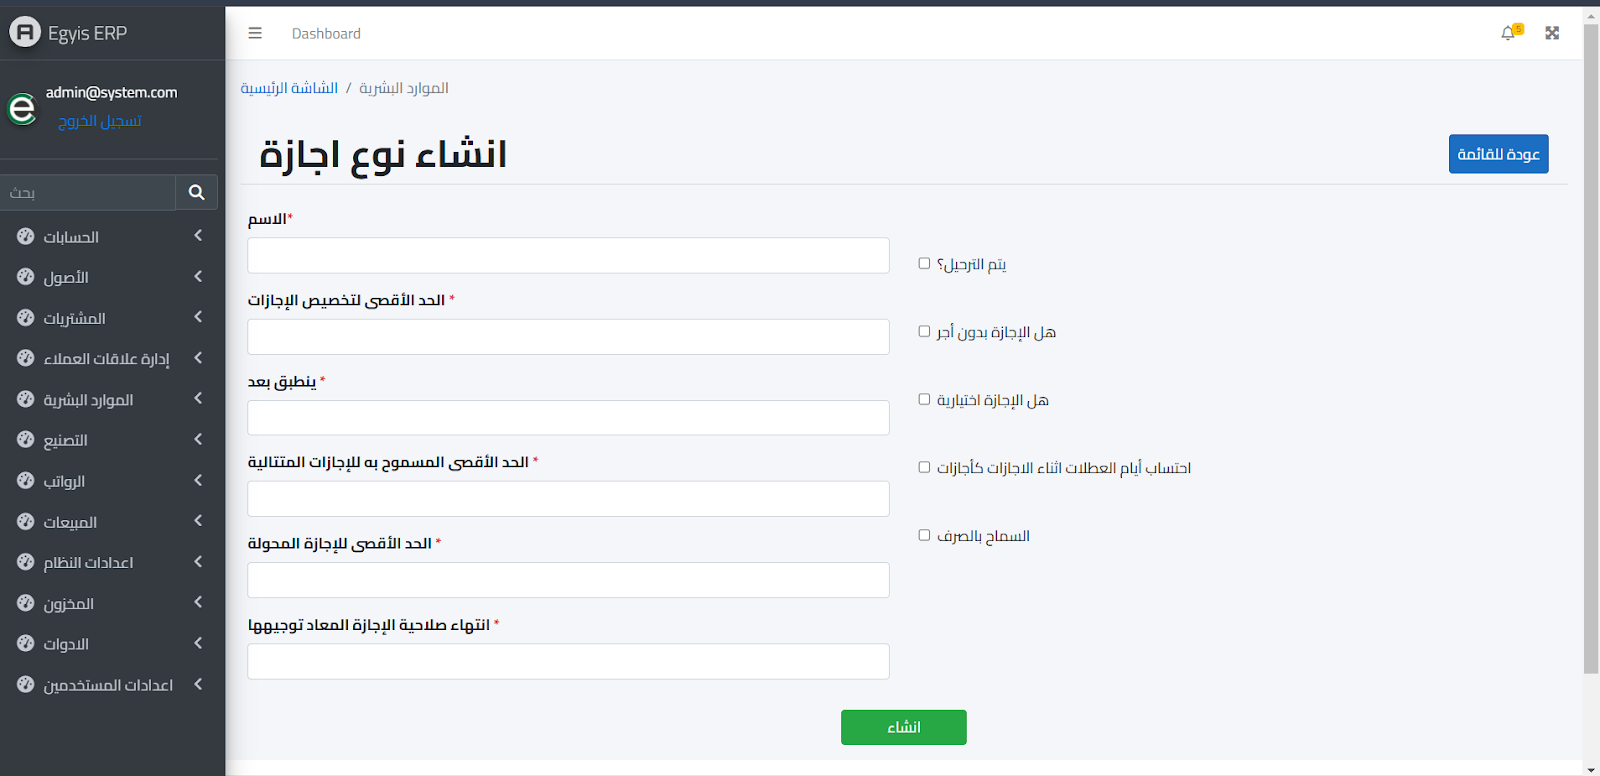 Egyis ERP
admin@system.com
تسجيل الخروج
بحث
الحسابات
الأصول
المشتريات
إدارة علاقات العملاء
الموارد البشرية
التصنيع
الرواتب
المبيعات
اعدادات النظام
المخزون
الادوات
اعدادات المستخدمين
Dashboard
5
الشاشة الرئيسية / الموارد البشرية
انشاء نوع اجازة
عودة للقائمة
الاسم*
الحد الأقصى لتخصيص الإجازات *
ينطبق بعد *
الحد الأقصى المسموح به للإجازات المتتالية *
الحد الأقصى للإجازة المحولة *
انتهاء صلاحية الإجازة المعاد توجيهها *
يتم الترحيل؟
هل الإجازة بدون أجر
هل الإجازة اختيارية
احتساب أيام العطلات اثناء الاجازات كأجازات
السماح بالصرف
انشاء